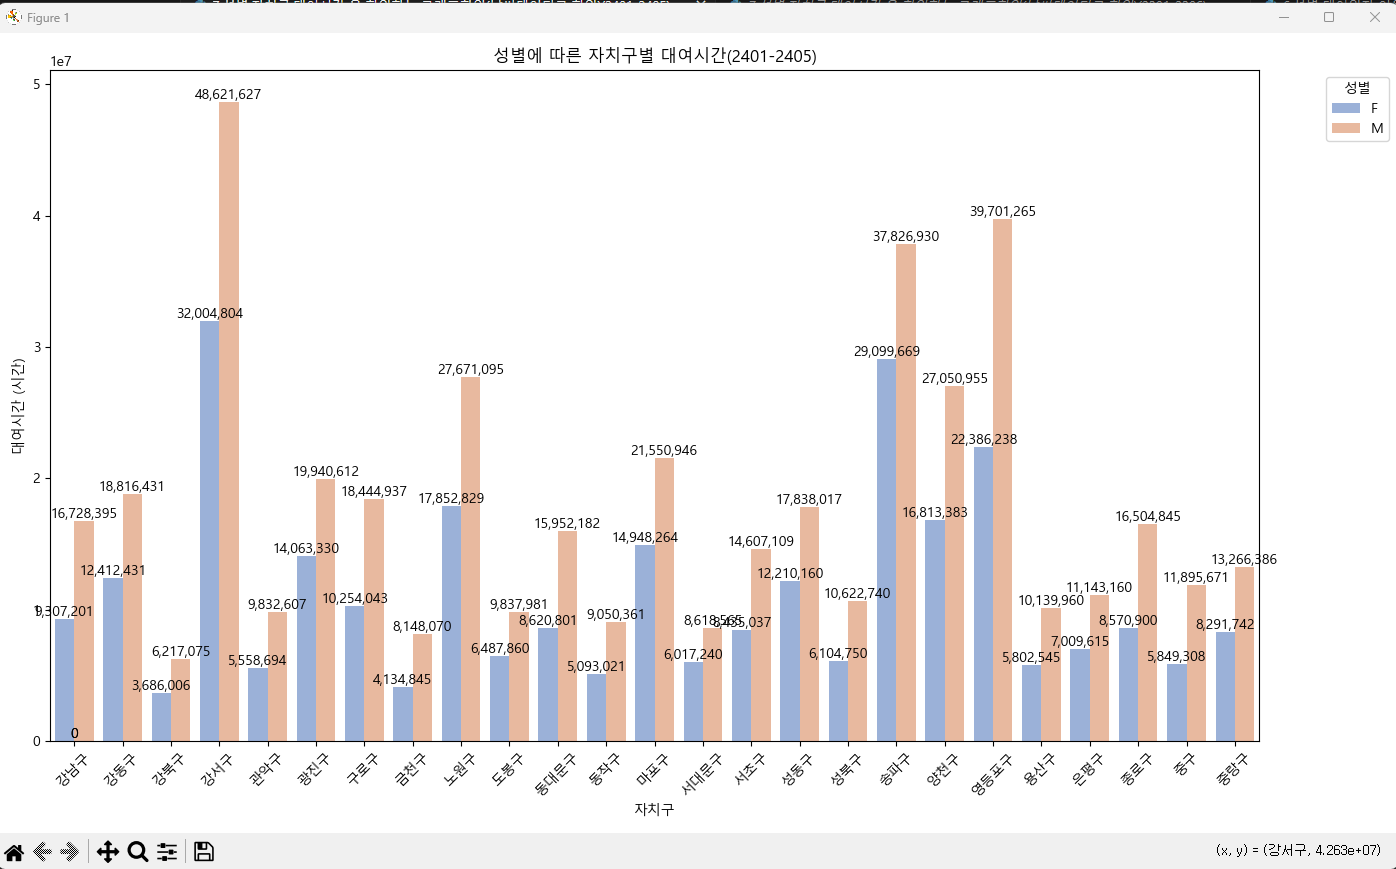 Figure 1
성별에 따른 자치구별 대여시간(2401-2405)
1e7
성별
F
M
대여시간 (시간)
5
4
3
2
1
0
48,621,627
39,701,265
37,826,930
32,004,804
29,099,669
27,671,095
27,050,955
22,386,238
21,550,946
19,940,612
18,816,431
18,444,937
17,852,829
17,838,017
16,728,395
16,813,383
16,504,845
15,952,182
14,948,264
14,607,109
14,063,330
13,266,386
12,412,431
12,210,160
11,895,671
11,143,160
10,622,740
10,254,043
10,139,960
9,837,981
9,832,607
9,307,201
9,050,361
8,620,801
8,618,565
8,570,900
8,291,742
8,148,070
7,009,615
6,487,860
6,217,075
6,104,750
6,017,240
5,849,308
5,802,545
5,558,694
5,093,021
4,134,845
3,686,006
0
강남구
강동구
강북구
강서구
관악구
광진구
구로구
금천구
노원구
도봉구
동대문구
동작구
마포구
서대문구
서초구
성동구
성북구
송파구
양천구
영등포구
용산구
은평구
종로구
중구
중랑구
자치구
(x, y) = (강서구, 4.263e+07)